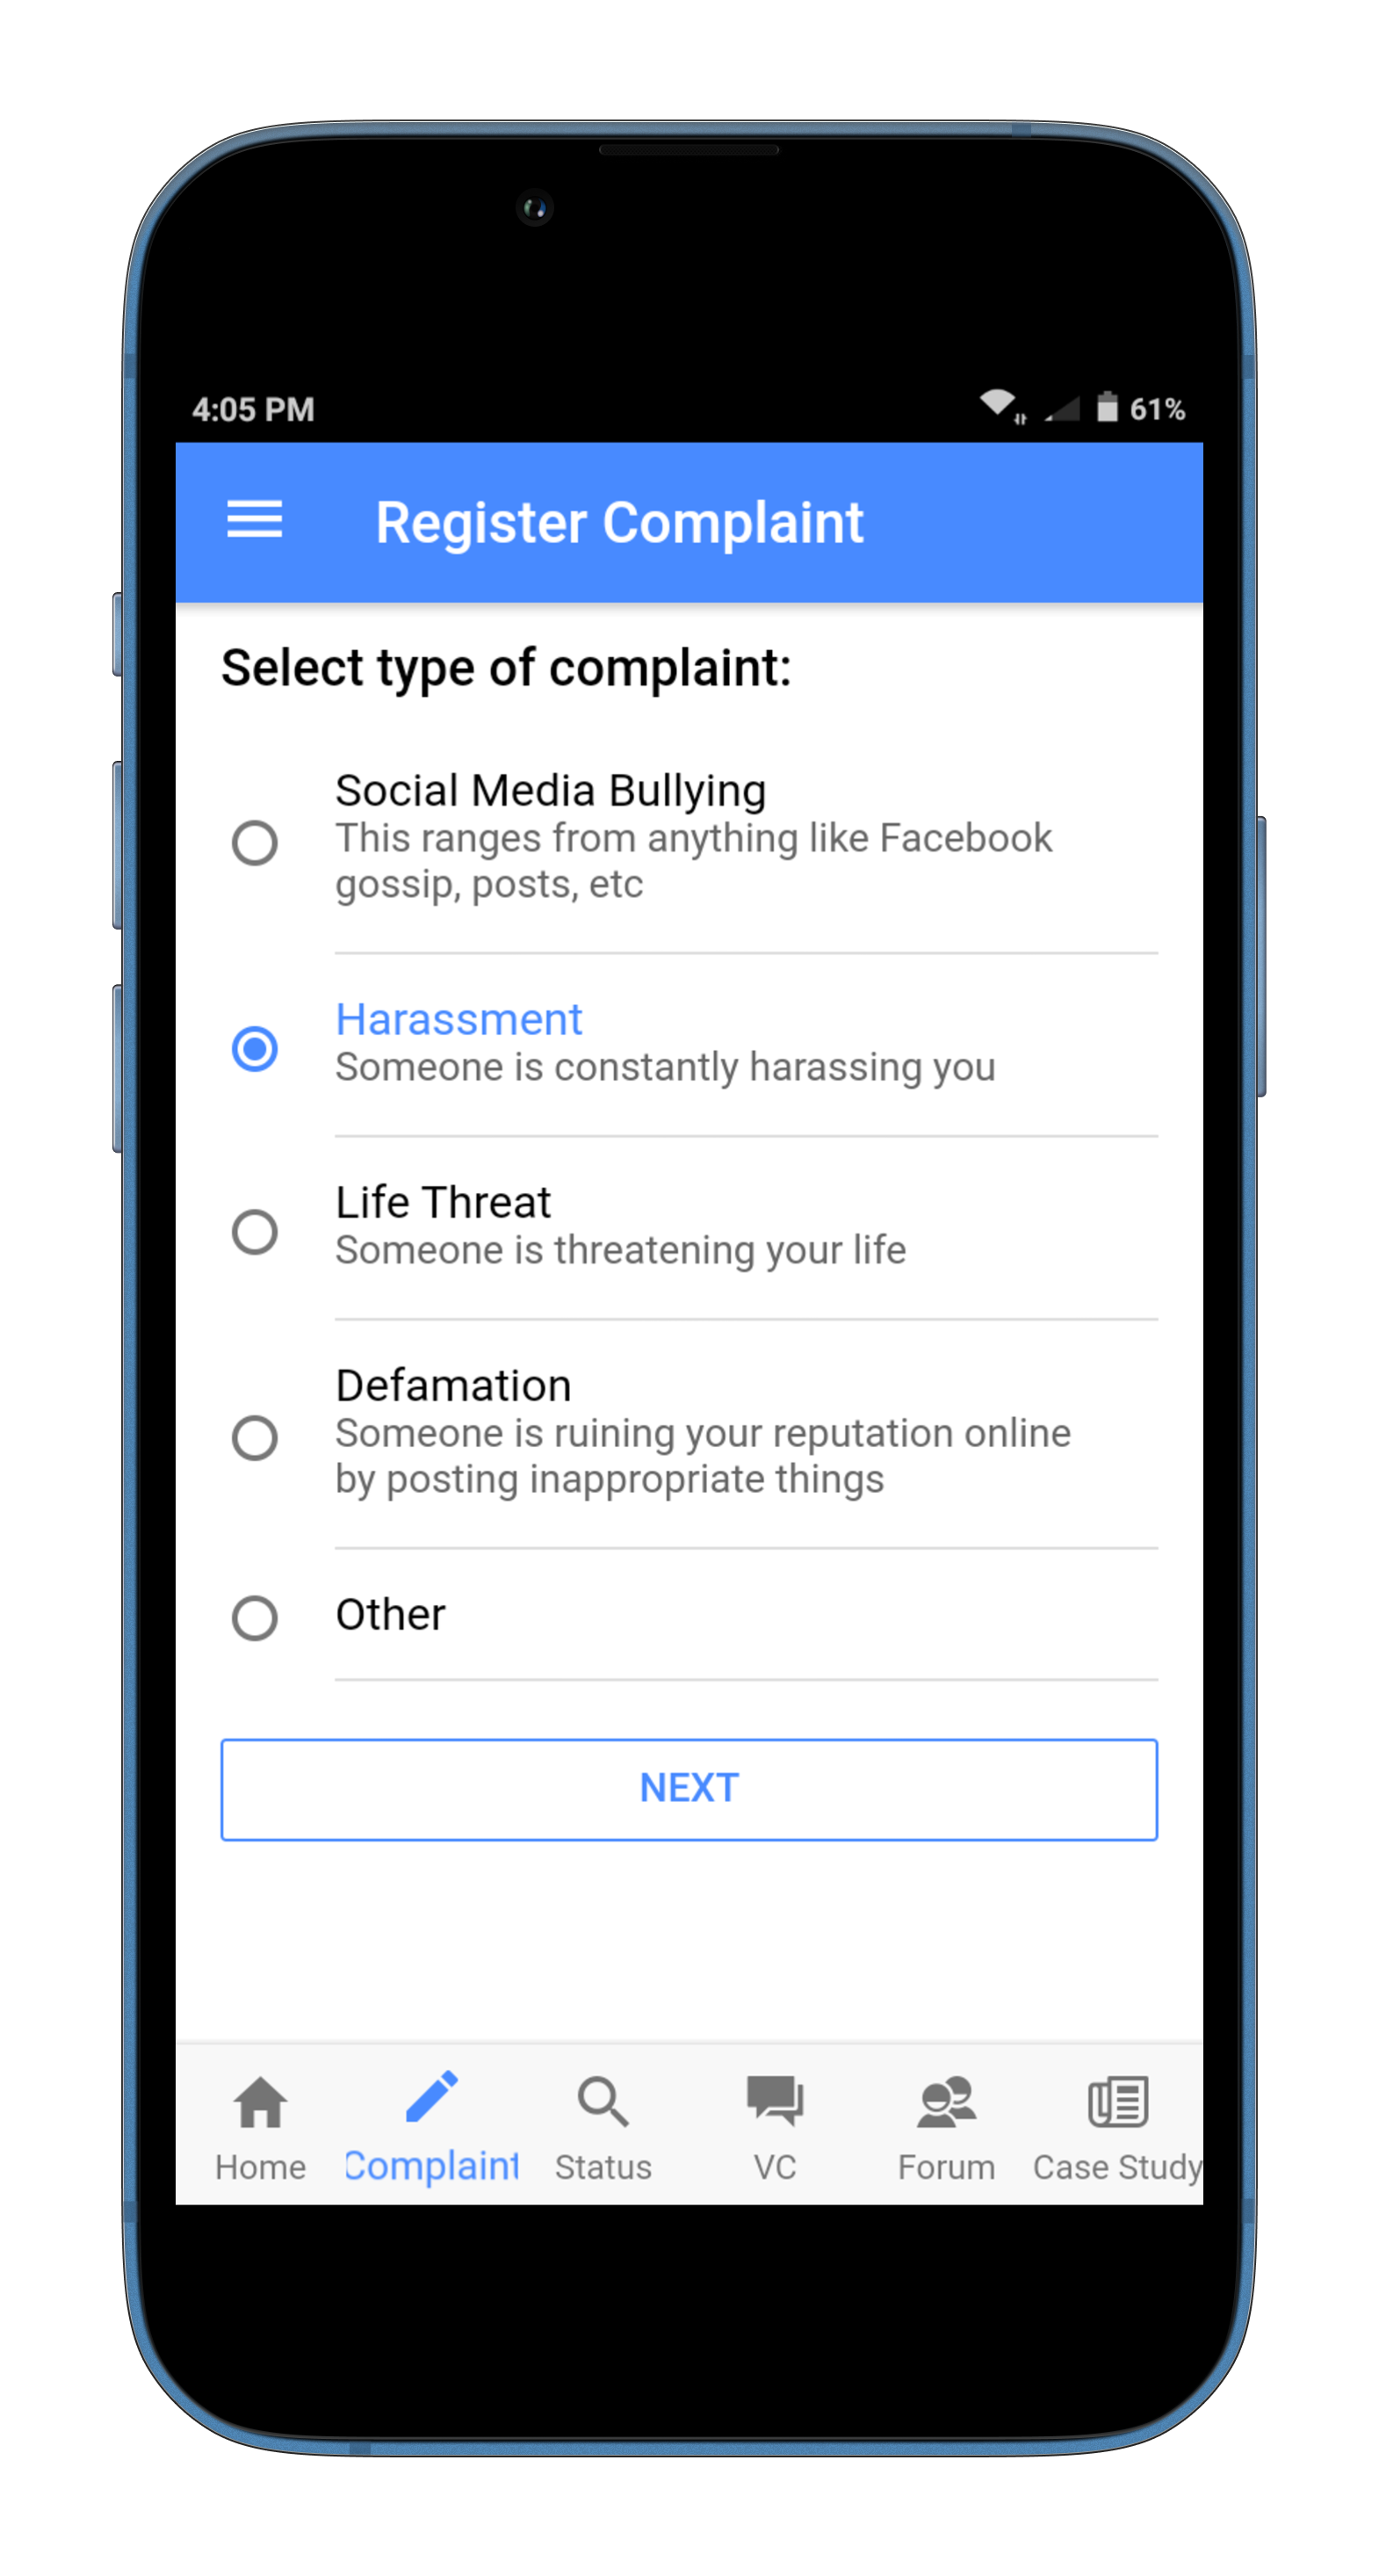 4:05 PM
61%
Register Complaint
Select type of complaint:
Social Media Bullying
This ranges from anything like Facebook
gossip, posts, etc
Harassment
Someone is constantly harassing you
Life Threat
Someone is threatening your life
Defamation
Someone is ruining your reputation online
by posting inappropriate things
Other
NEXT
Home
Complaint
Status
VC
Forum
Case Study